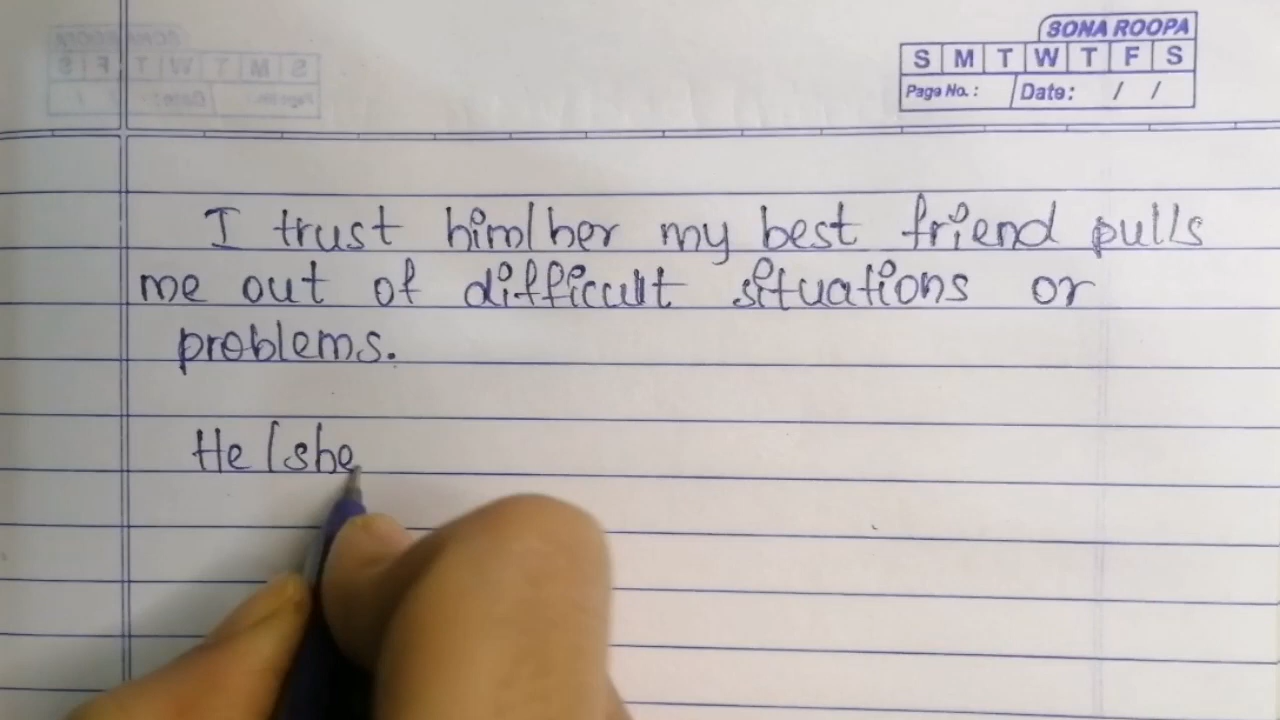 SONA ROOPA
S M T W T F S
Page No. : Date: / /
I trust him/her my best friend pulls
me out of difficult situations or
problems.
He/she